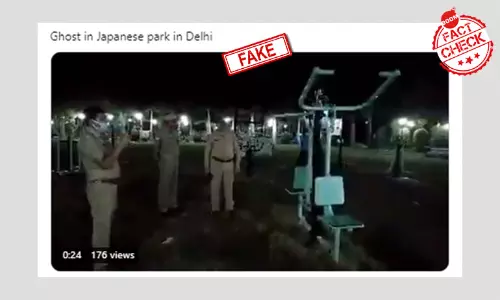 Ghost in Japanese park in Delhi
FAKE
BOOM
FACT
CHECK
0:24 176 views